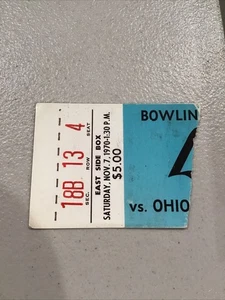 18B 13 4
SEC. ROW SEAT
EAST SIDE BOX
SATURDAY, NOV. 7, 1970-1:30 P.M.
$5.00
BOWLIN
vs. OHIO